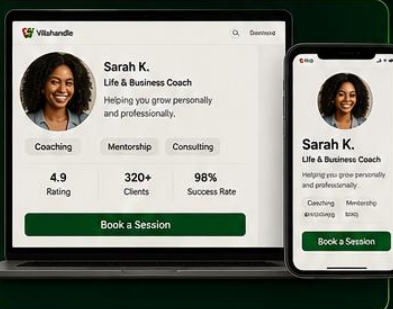 Villahandle
Sarah K.
Life & Business Coach
Helping you grow personally
and professionally.
Coaching Mentorship Consulting
4.9 320+ 98%
Rating Clients Success Rate
Book a Session
Sarah K.
Life & Business Coach
Helping you grow personally
and professionally
Coaching Mentorship
Book a Session